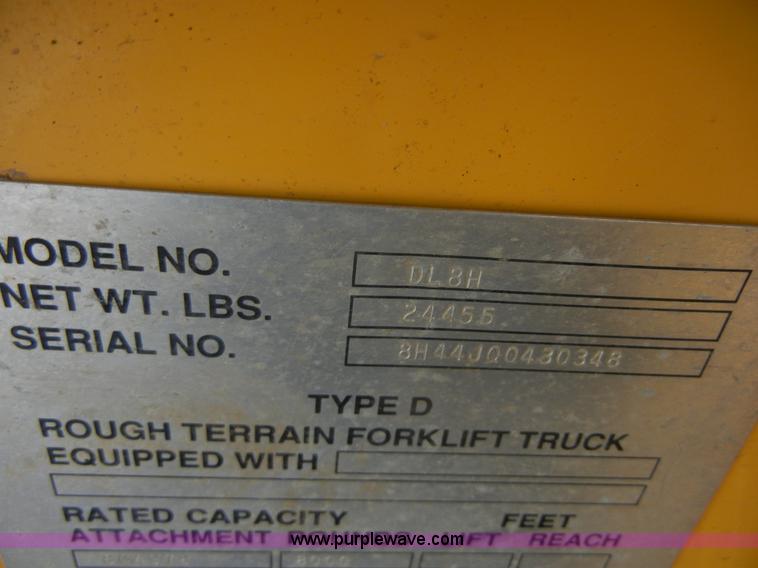 MODEL NO. DL8H
NET WT. LBS. 24455
SERIAL NO. 8H44JQ0430348
TYPE D
ROUGH TERRAIN FORKLIFT TRUCK
EQUIPPED WITH
RATED CAPACITY FEET
ATTACHMENT REACH
www.purplewave.com